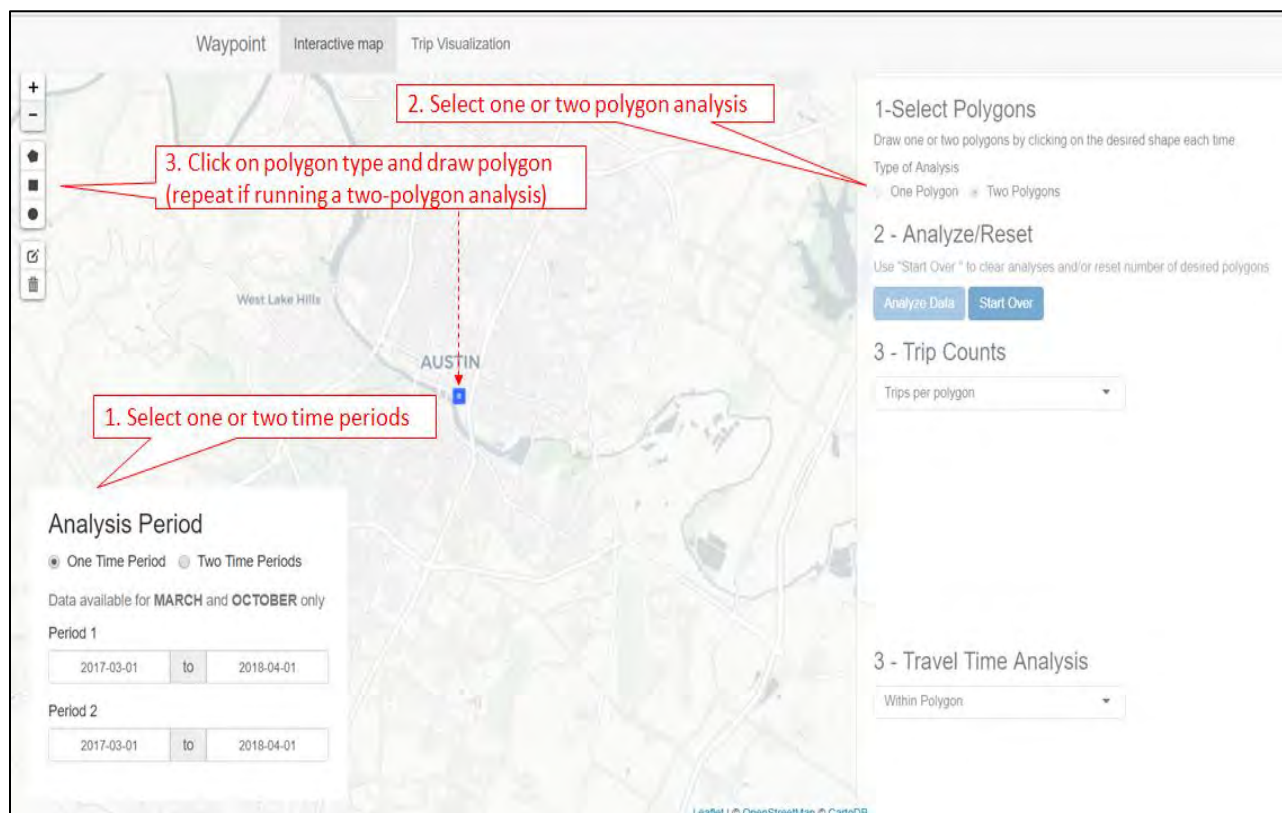 Waypoint Interactive map Trip Visualization
+
-
2. Select one or two polygon analysis
3. Click on polygon type and draw polygon
(repeat if running a two-polygon analysis)
West Lake Hills
AUSTIN
1. Select one or two time periods
Analysis Period
One Time Period Two Time Periods
Data available for MARCH and OCTOBER only
Period 1
2017-03-01 to 2018-04-01
Period 2
2017-03-01 to 2018-04-01
Leaflet | © OpenStreetMap © CartoDB
1-Select Polygons
Draw one or two polygons by clicking on the desired shape each time
Type of Analysis
One Polygon Two Polygons
2 - Analyze/Reset
Use "Start Over " to clear analyses and/or reset number of desired polygons
Analyze Data Start Over
3 - Trip Counts
Trips per polygon
3 - Travel Time Analysis
Within Polygon